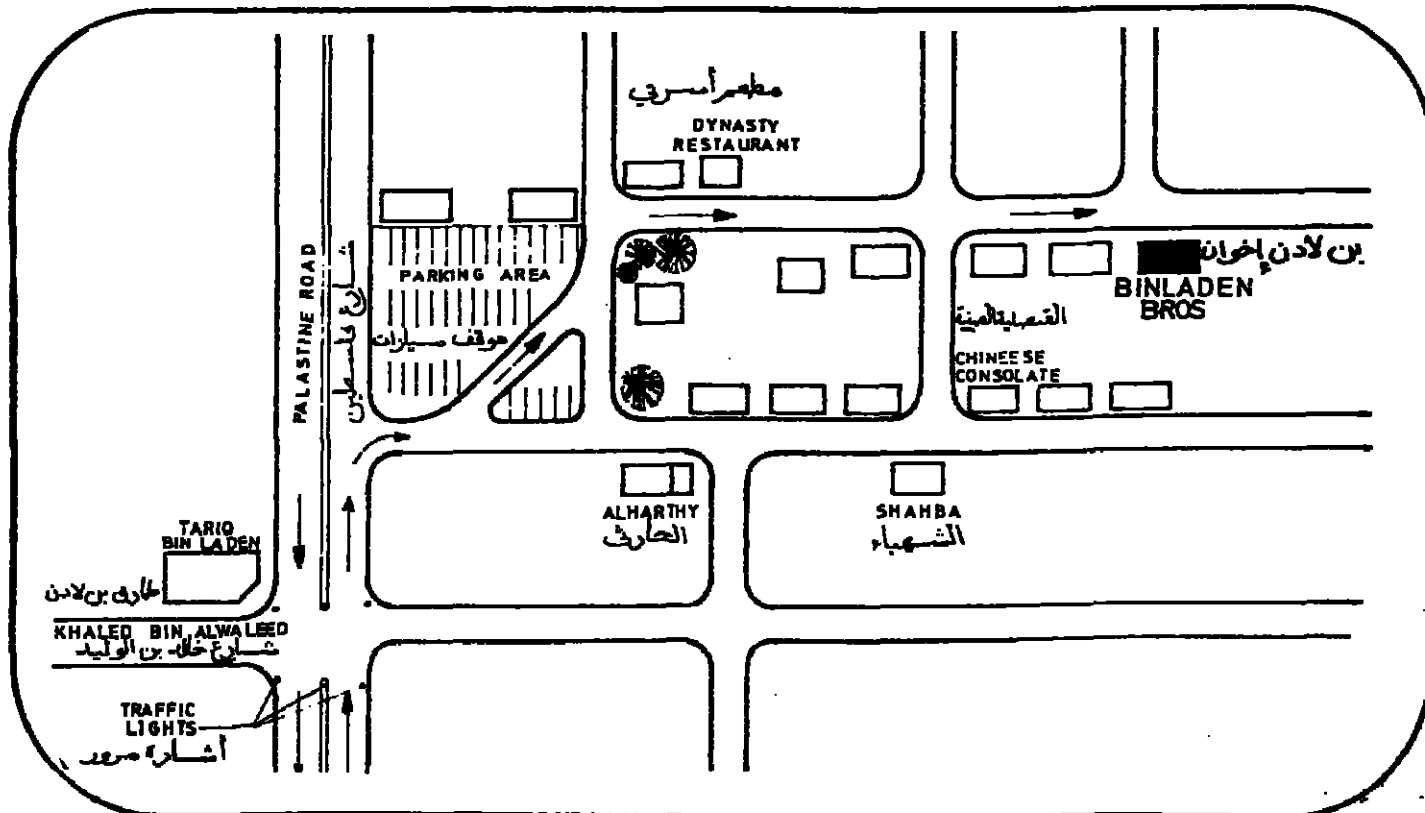 مطعم أسرتي
DYNASTY
RESTAURANT
PALASTINE ROAD
شارع فلسطين
PARKING AREA
موقف سيارات
بن لادن إخوان
BINLADEN
BROS
القنصلية الصينية
CHINEESE
CONSOLATE
ALHARTHY
الحارثي
SHAHBA
الشهباء
TARIQ
BIN LADEN
طارق بن لادن
KHALED BIN ALWALEED
شارع خالد بن الوليد
TRAFFIC
LIGHTS
أشارة مرور